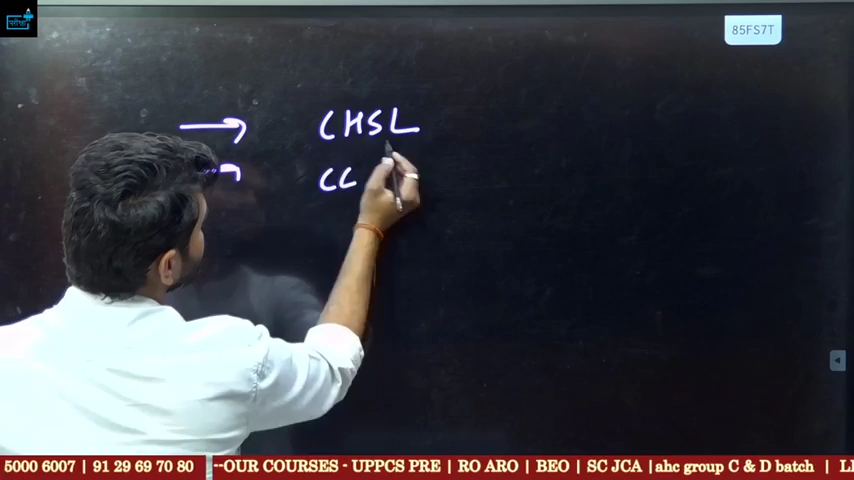 परीक्षा
85FS7T
CHSL
CC
5000 6007 | 91 29 69 70 80 --OUR COURSES - UPPCS PRE | RO ARO | BEO | SC JCA |ahc group C & D batch |